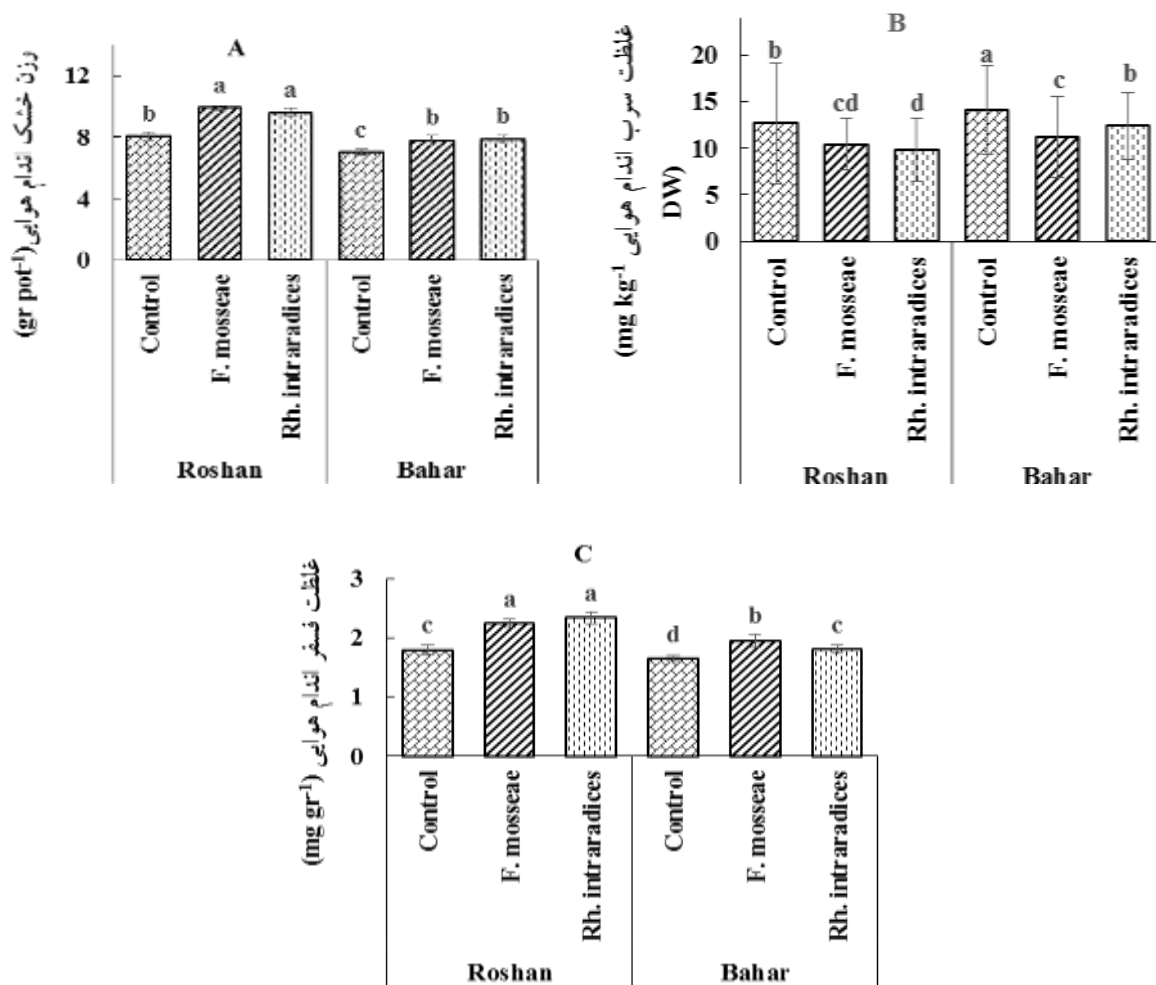 A
وزن خشک اندام هوایی (gr pot-1)
12
8
4
0
b
a
a
c
b
b
Control
F. mosseae
Rh. intraradices
Control
F. mosseae
Rh. intraradices
Roshan
Bahar
B
غلظت سرب اندام هوایی (mg kg-1
DW)
20
15
10
5
0
b
cd
d
a
c
b
Control
F. mosseae
Rh. intraradices
Control
F. mosseae
Rh. intraradices
Roshan
Bahar
C
غلظت فسفر اندام هوایی (mg gr-1)
3
2
1
0
c
a
a
d
b
c
Control
F. mosseae
Rh. intraradices
Control
F. mosseae
Rh. intraradices
Roshan
Bahar